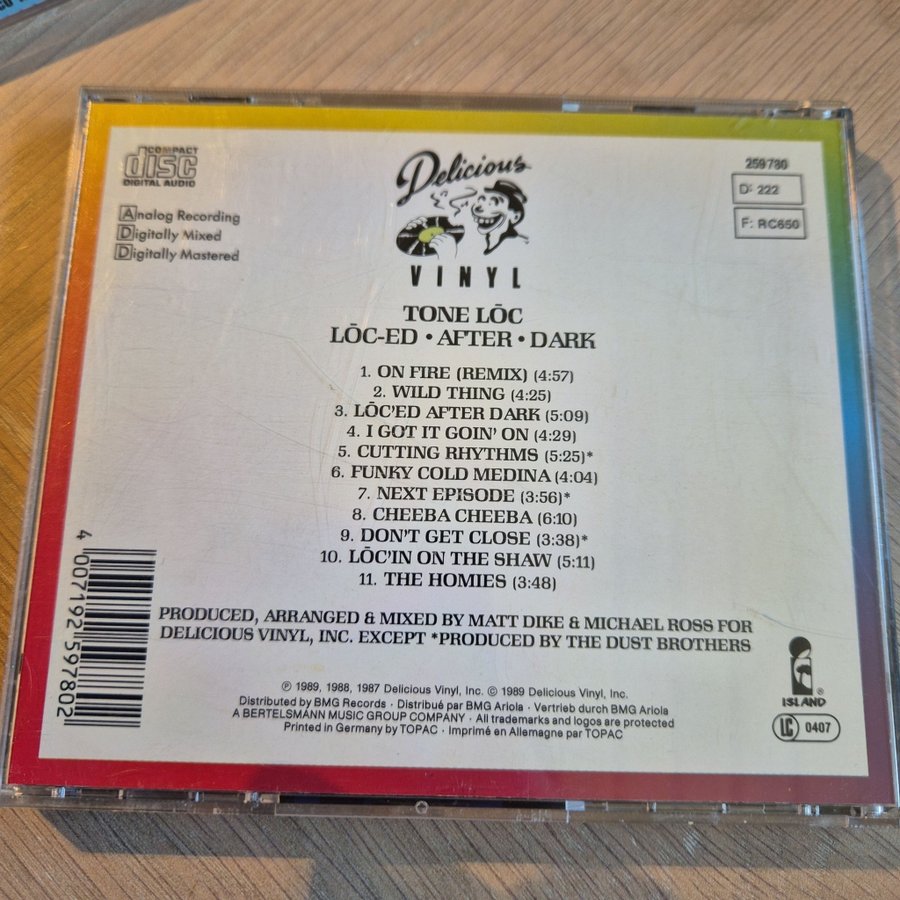 COMPACT
disc
DIGITAL AUDIO
Analog Recording
Digitally Mixed
Digitally Mastered
Delicious
VINYL
259 780
D: 222
F: RC650
TONE LŌC
LŌC-ED • AFTER • DARK
1. ON FIRE (REMIX) (4:57)
2. WILD THING (4:25)
3. LŌC'ED AFTER DARK (5:09)
4. I GOT IT GOIN' ON (4:29)
5. CUTTING RHYTHMS (5:25)*
6. FUNKY COLD MEDINA (4:04)
7. NEXT EPISODE (3:56)*
8. CHEEBA CHEEBA (6:10)
9. DON'T GET CLOSE (3:38)*
10. LŌC'IN ON THE SHAW (5:11)
11. THE HOMIES (3:48)
PRODUCED, ARRANGED & MIXED BY MATT DIKE & MICHAEL ROSS FOR
DELICIOUS VINYL, INC. EXCEPT *PRODUCED BY THE DUST BROTHERS
4 007192 597802
℗ 1989, 1988, 1987 Delicious Vinyl, Inc. © 1989 Delicious Vinyl, Inc.
Distributed by BMG Records · Distribué par BMG Ariola · Vertrieb durch BMG Ariola
A BERTELSMANN MUSIC GROUP COMPANY · All trademarks and logos are protected
Printed in Germany by TOPAC · Imprimé en Allemagne par TOPAC
ISLAND®
LC 0407